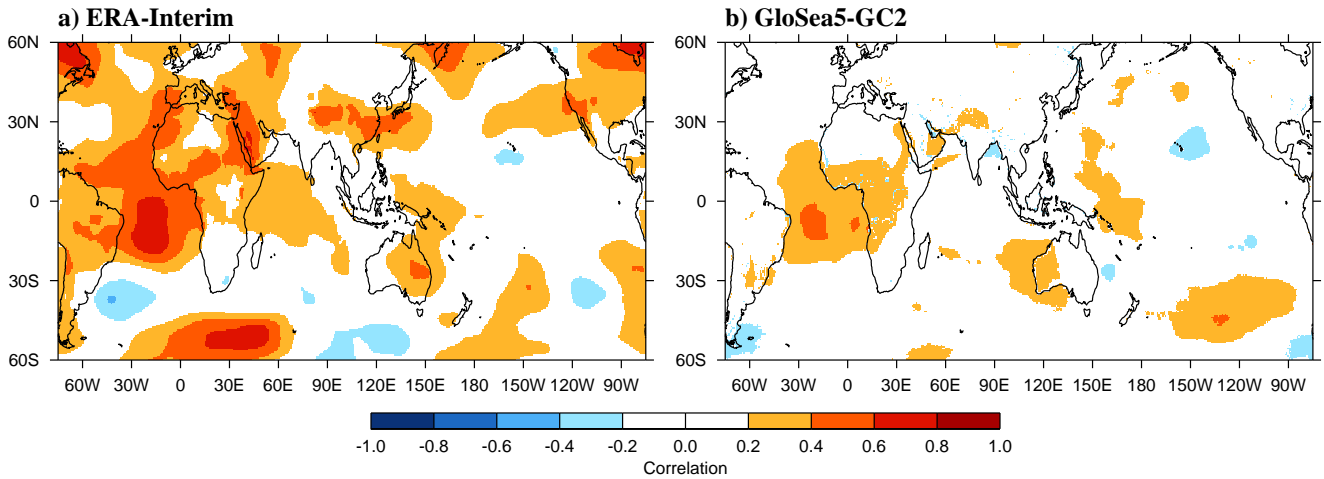 a) ERA-Interim b) GloSea5-GC2
60N
30N
0
30S
60S
60W 30W 0 30E 60E 90E 120E 150E 180 150W 120W 90W
60N
30N
0
30S
60S
60W 30W 0 30E 60E 90E 120E 150E 180 150W 120W 90W
-1.0 -0.8 -0.6 -0.4 -0.2 0.0 0.2 0.4 0.6 0.8 1.0
Correlation